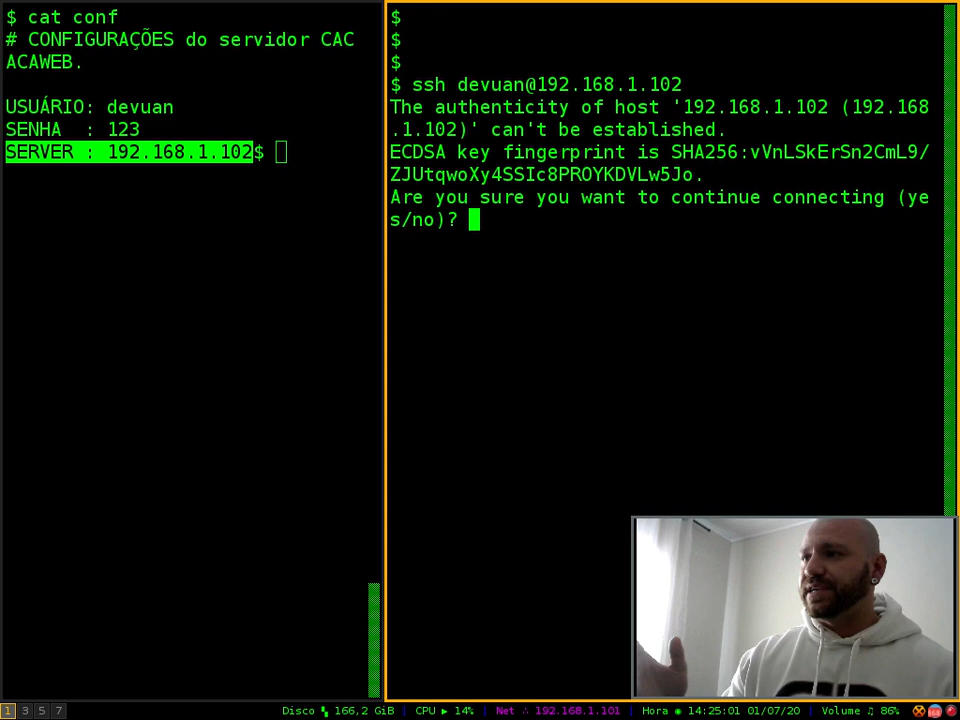 $ cat conf
# CONFIGURAÇÕES do servidor CAC
ACAWEB.
USUÁRIO: devuan
SENHA  : 123
SERVER : 192.168.1.102$
$
$
$
$ ssh devuan@192.168.1.102
The authenticity of host '192.168.1.102 (192.168
.1.102)' can't be established.
ECDSA key fingerprint is SHA256:vVnLSkErSn2CmL9/
ZJUtqwoXy4SSIc8PROYKDVLw5Jo.
Are you sure you want to continue connecting (ye
s/no)?
1 3 5 7
Disco 166,2 GiB | CPU ▶ 14% | Net ∴ 192.168.1.101 | Hora ◉ 14:25:01 01/07/20 | Volume ♫ 86%